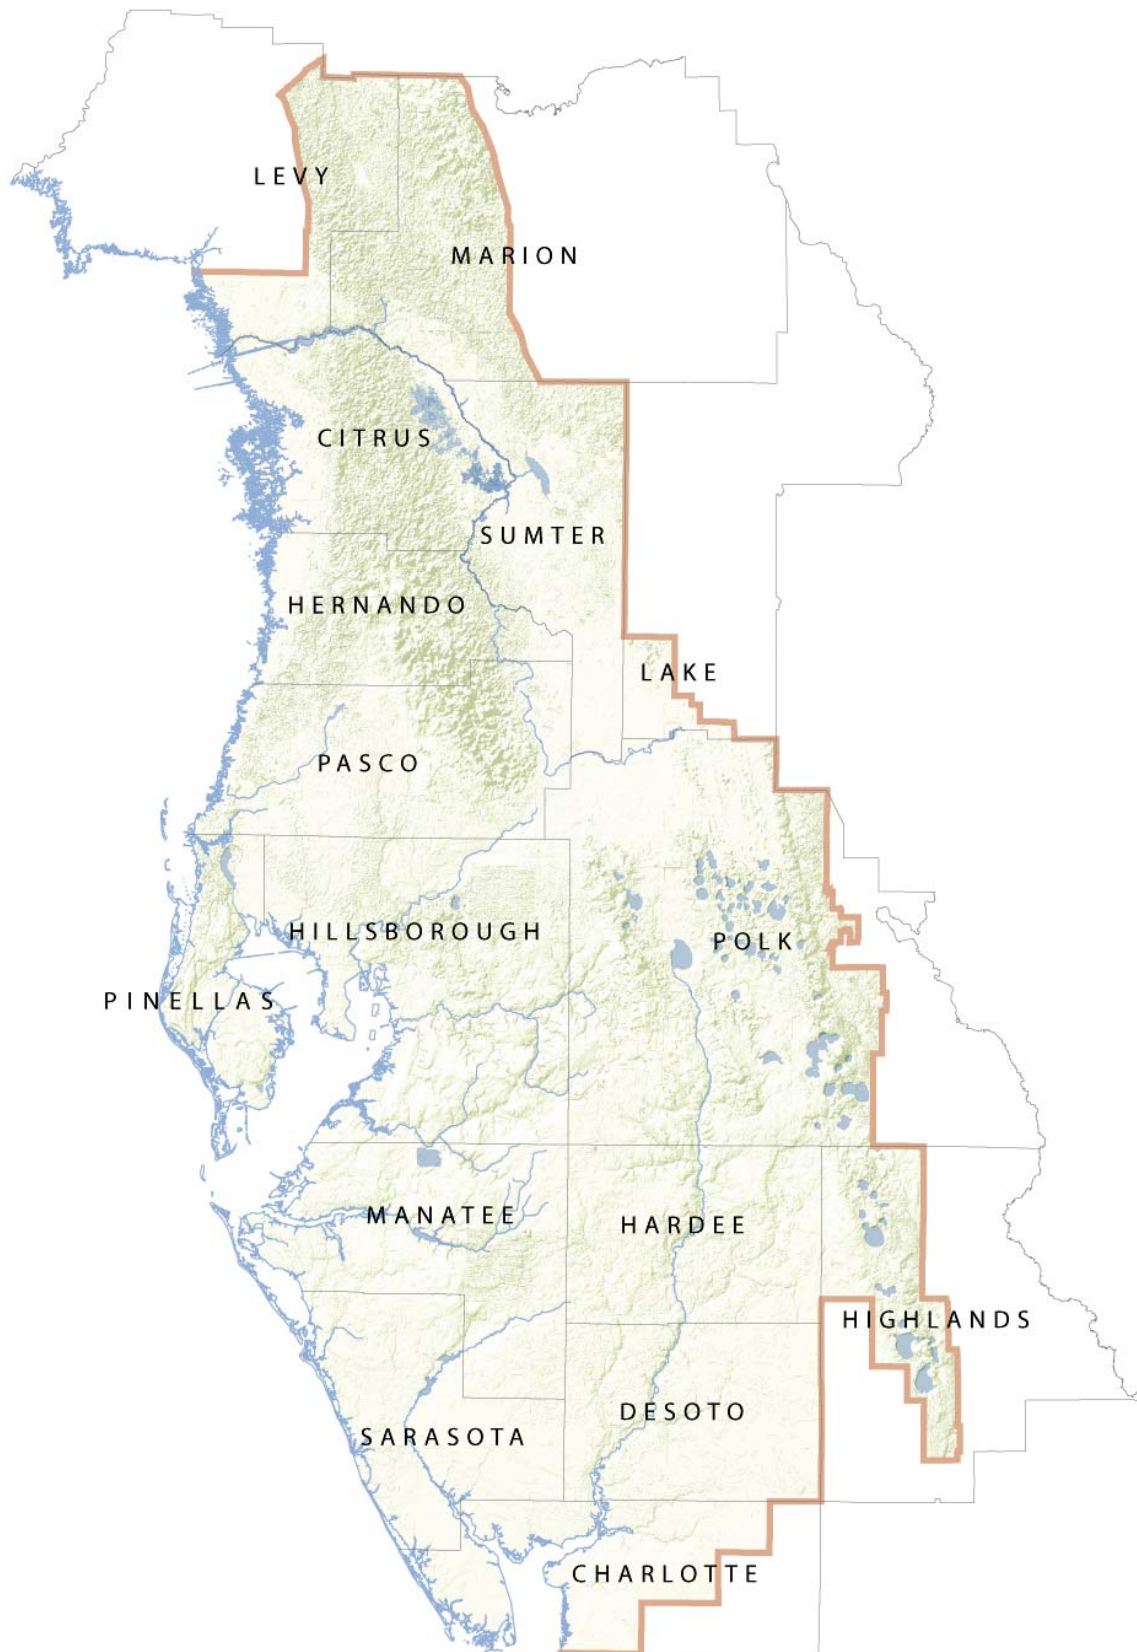 LEVY
MARION
CITRUS
SUMTER
HERNANDO
LAKE
PASCO
HILLSBOROUGH
POLK
PINELLAS
MANATEE
HARDEE
HIGHLANDS
DESOTO
SARASOTA
CHARLOTTE